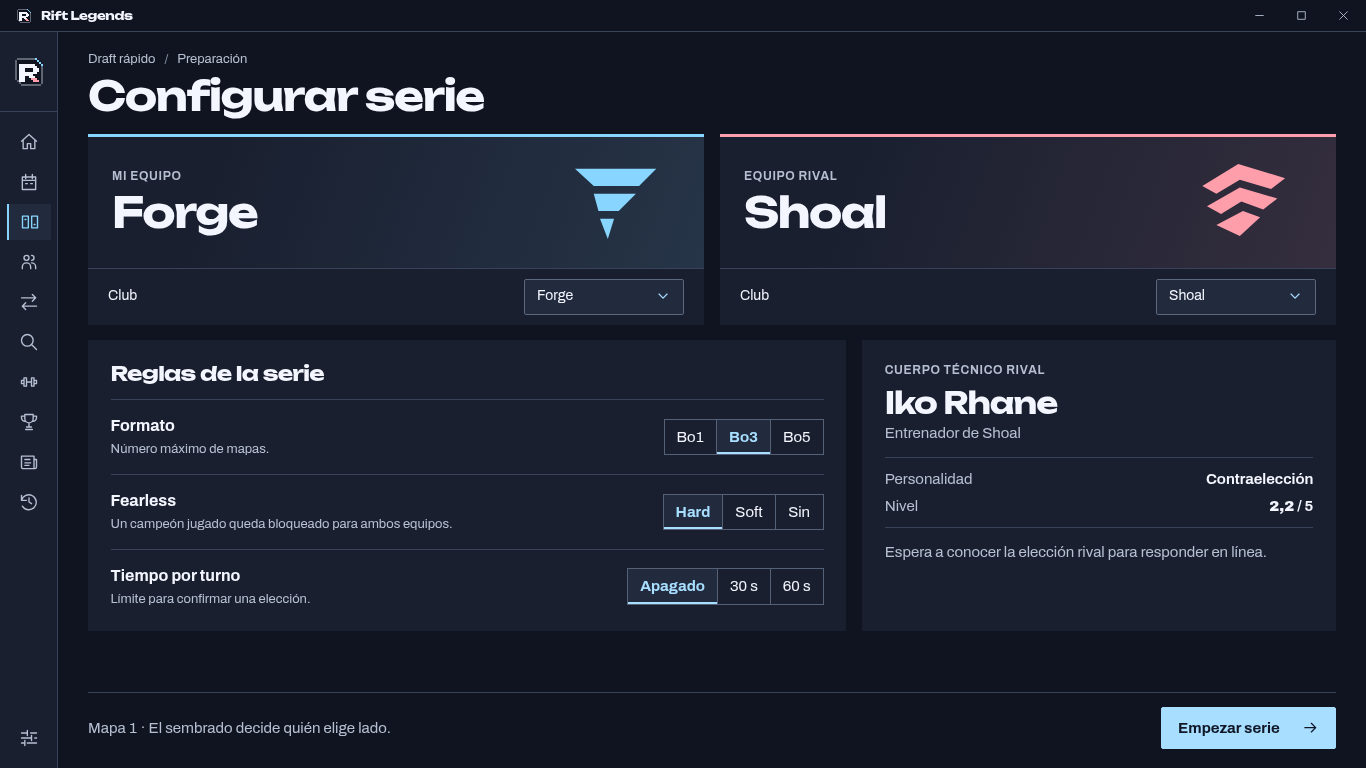 Rift Legends
Draft rápido / Preparación
Configurar serie
MI EQUIPO
Forge
Club
Forge
EQUIPO RIVAL
Shoal
Club
Shoal
Reglas de la serie
Formato
Número máximo de mapas.
Bo1 Bo3 Bo5
Fearless
Un campeón jugado queda bloqueado para ambos equipos.
Hard Soft Sin
Tiempo por turno
Límite para confirmar una elección.
Apagado 30 s 60 s
CUERPO TÉCNICO RIVAL
Iko Rhane
Entrenador de Shoal
Personalidad Contraelección
Nivel 2,2 / 5
Espera a conocer la elección rival para responder en línea.
Mapa 1 · El sembrado decide quién elige lado.
Empezar serie